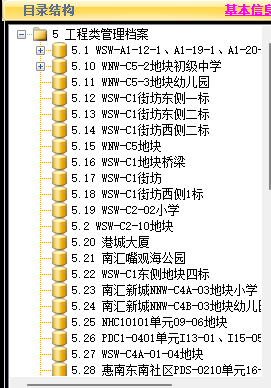 目录结构 基本信息
5 工程类管理档案
5.1 WSW-A1-12-1、A1-19-1、A1-20-
5.10 WNW-C5-2地块初级中学
5.11 WNW-C5-3地块幼儿园
5.12 WSW-C1街坊东侧一标
5.13 WSW-C1街坊东侧二标
5.14 WSW-C1街坊西侧二标
5.15 WNW-C5地块
5.16 WSW-C1地块桥梁
5.17 WSW-C1街坊
5.18 WSW-C1街坊西侧1标
5.19 WSW-C2-02小学
5.2 WSW-C2-10地块
5.20 港城大厦
5.21 南汇嘴观海公园
5.22 WSW-C1东侧地块四标
5.23 南汇新城NNW-C4A-03地块小学
5.24 南汇新城NNW-C4B-03地块幼儿园
5.25 NHC10101单元09-06地块
5.26 PDC1-0401单元I13-01、I15-05
5.27 WSW-C4A-01-04地块
5.28 惠南东南社区PDS-0210单元16-